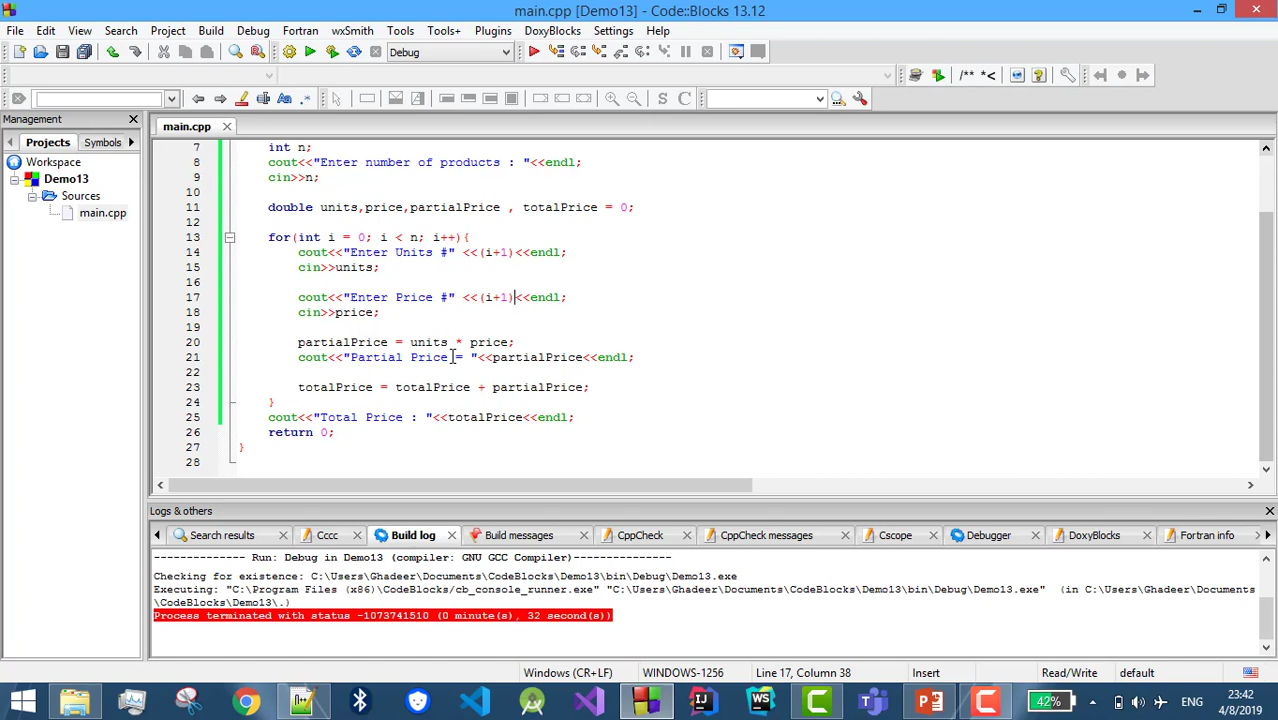 main.cpp [Demo13] - Code::Blocks 13.12
File Edit View Search Project Build Debug Fortran wxSmith Tools Tools+ Plugins DoxyBlocks Settings Help
Debug
/** *<
S C
Management
main.cpp
Projects Symbols
Workspace
Demo13
Sources
main.cpp
7 int n;
8 cout<<"Enter number of products : "<<endl;
9 cin>>n;
10
11 double units,price,partialPrice , totalPrice = 0;
12
13 for(int i = 0; i < n; i++){
14 cout<<"Enter Units #" <<(i+1)<<endl;
15 cin>>units;
16
17 cout<<"Enter Price #" <<(i+1)<<endl;
18 cin>>price;
19
20 partialPrice = units * price;
21 cout<<"Partial Price = "<<partialPrice<<endl;
22
23 totalPrice = totalPrice + partialPrice;
24 }
25 cout<<"Total Price : "<<totalPrice<<endl;
26 return 0;
27 }
28
Logs & others
Search results Cccc Build log Build messages CppCheck CppCheck messages Cscope Debugger DoxyBlocks Fortran info
-------------- Run: Debug in Demo13 (compiler: GNU GCC Compiler)---------------
Checking for existence: C:\Users\Ghadeer\Documents\CodeBlocks\Demo13\bin\Debug\Demo13.exe
Executing: "C:\Program Files (x86)\CodeBlocks/cb_console_runner.exe" "C:\Users\Ghadeer\Documents\CodeBlocks\Demo13\bin\Debug\Demo13.exe" (in C:\Users\Ghadeer\Documents
\CodeBlocks\Demo13\.)
Process terminated with status -1073741510 (0 minute(s), 32 second(s))
Windows (CR+LF) WINDOWS-1256 Line 17, Column 38 Insert Read/Write default
42% ENG 23:42
4/8/2019